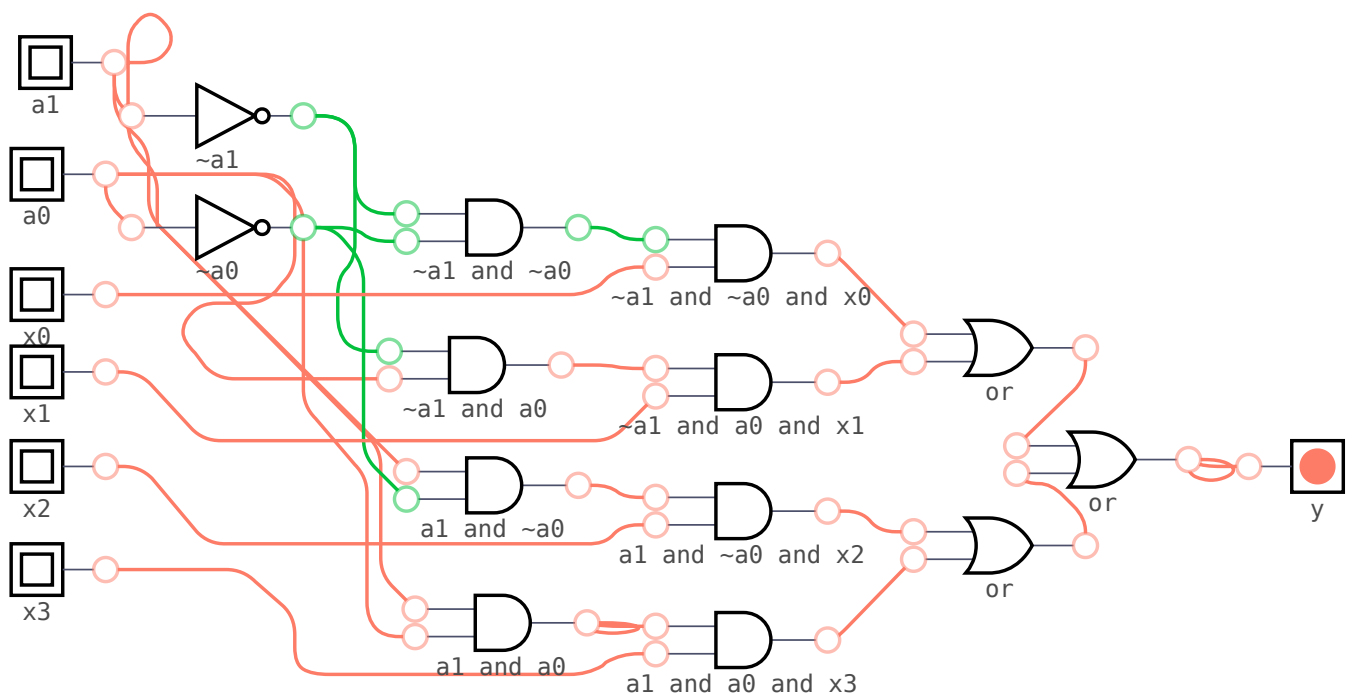 a1
~a1
a0
~a0
~a1 and ~a0
x0
~a1 and ~a0 and x0
x1
~a1 and a0
~a1 and a0 and x1
or
x2
a1 and ~a0
a1 and ~a0 and x2
or
y
x3
or
a1 and a0
a1 and a0 and x3